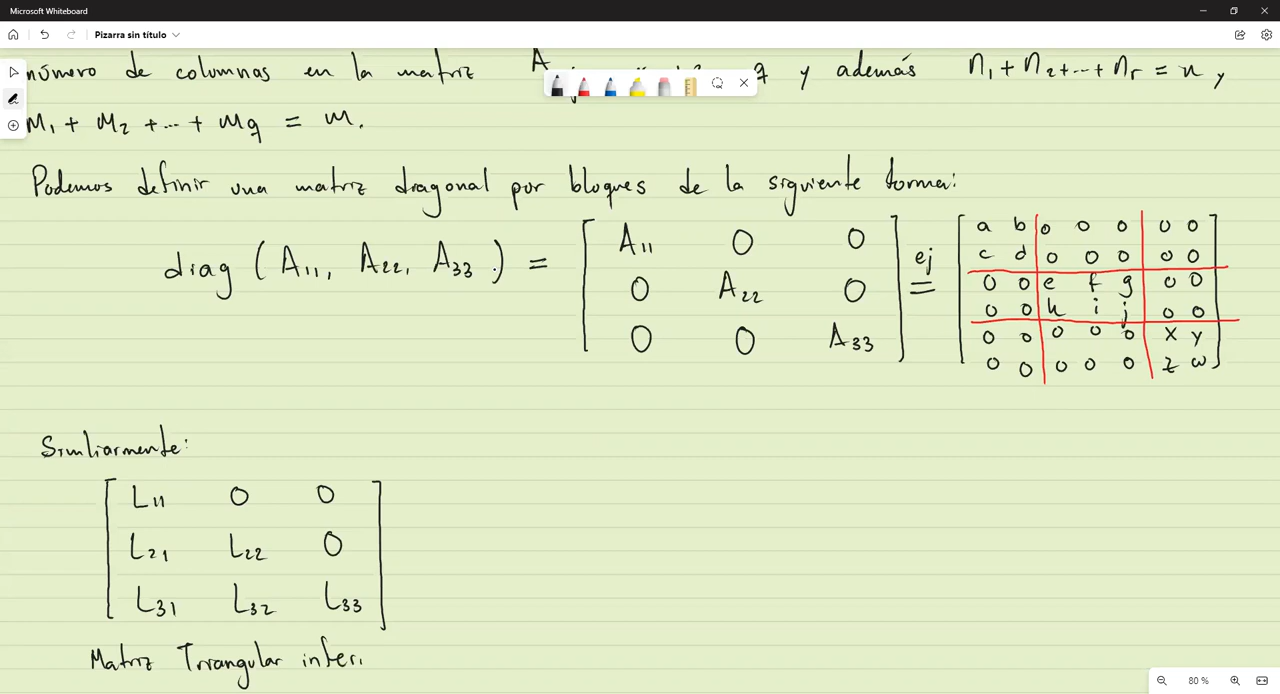 Microsoft Whiteboard
Pizarra sin título
número de columnas en la matriz A q y además n₁ + n₂ + ... + nᵣ = n y
m₁ + m₂ + ... + mq = m.
Podemos definir una matriz diagonal por bloques de la siguiente forma:
diag ( A₁₁, A₂₂, A₃₃ ) = [ A₁₁ 0 0 ej = [ a b 0 0 0 0 0
0 A₂₂ 0 c d 0 0 0 0 0
0 0 A₃₃ ] 0 0 e f g 0 0
0 0 h i j 0 0
0 0 0 0 0 x y
0 0 0 0 0 z w ]
Simliarmente:
[ L₁₁ 0 0
L₂₁ L₂₂ 0
L₃₁ L₃₂ L₃₃ ]
Matriz Triangular infer.
80 %